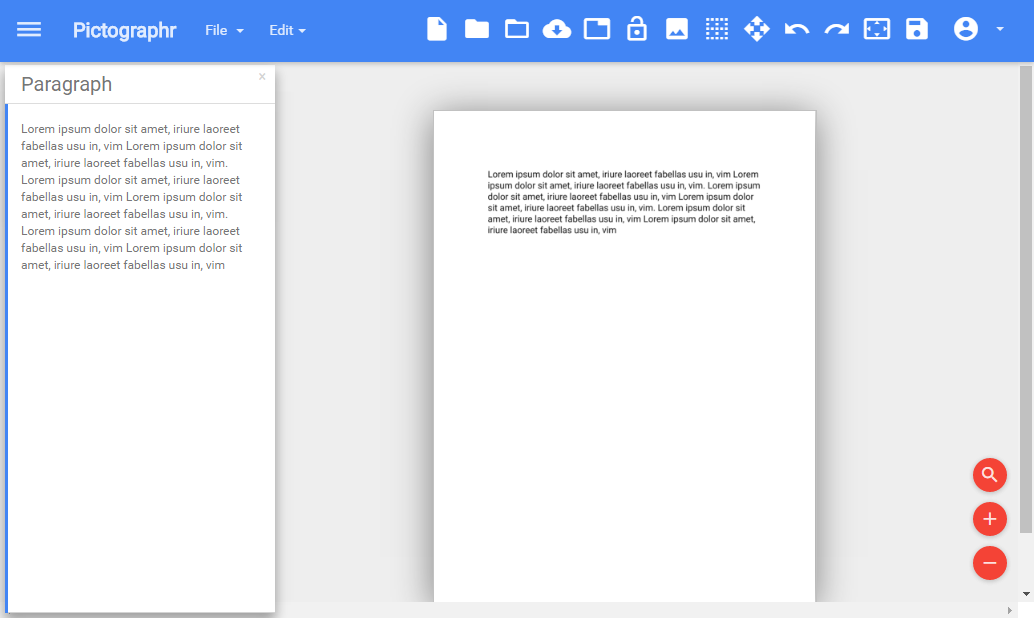 Pictographr File Edit
Paragraph ×
Lorem ipsum dolor sit amet, iriure laoreet
fabellas usu in, vim Lorem ipsum dolor sit
amet, iriure laoreet fabellas usu in, vim.
Lorem ipsum dolor sit amet, iriure laoreet
fabellas usu in, vim Lorem ipsum dolor sit
amet, iriure laoreet fabellas usu in, vim.
Lorem ipsum dolor sit amet, iriure laoreet
fabellas usu in, vim Lorem ipsum dolor sit
amet, iriure laoreet fabellas usu in, vim
Lorem ipsum dolor sit amet, iriure laoreet fabellas usu in, vim Lorem
ipsum dolor sit amet, iriure laoreet fabellas usu in, vim. Lorem ipsum
dolor sit amet, iriure laoreet fabellas usu in, vim Lorem ipsum dolor
sit amet, iriure laoreet fabellas usu in, vim. Lorem ipsum dolor sit
amet, iriure laoreet fabellas usu in, vim Lorem ipsum dolor sit amet,
iriure laoreet fabellas usu in, vim